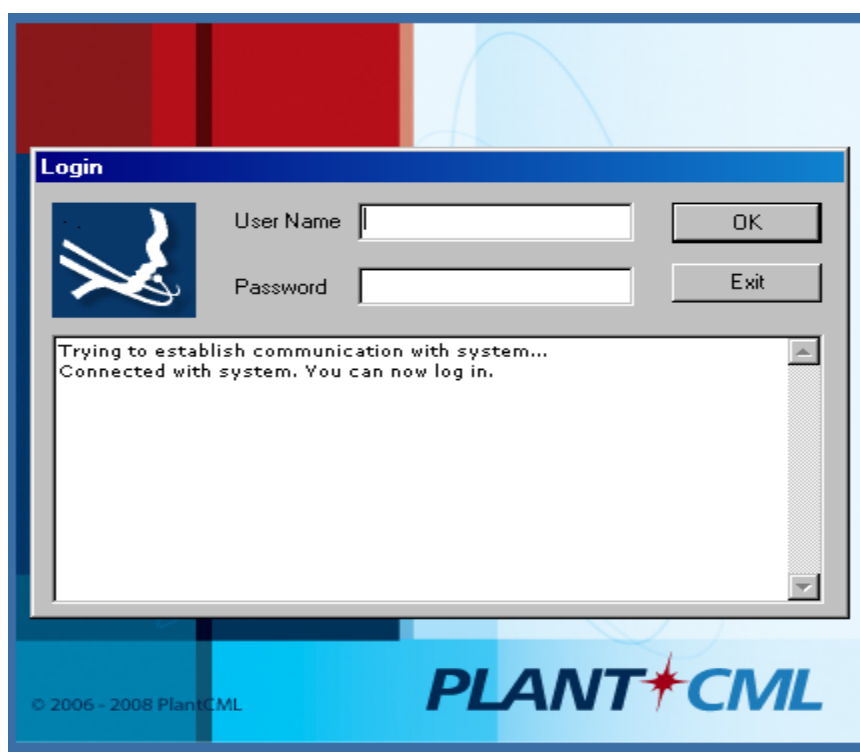 Login
User Name
OK
Password
Exit
Trying to establish communication with system...
Connected with system. You can now log in.
PLANT CML
© 2006 - 2008 PlantCML